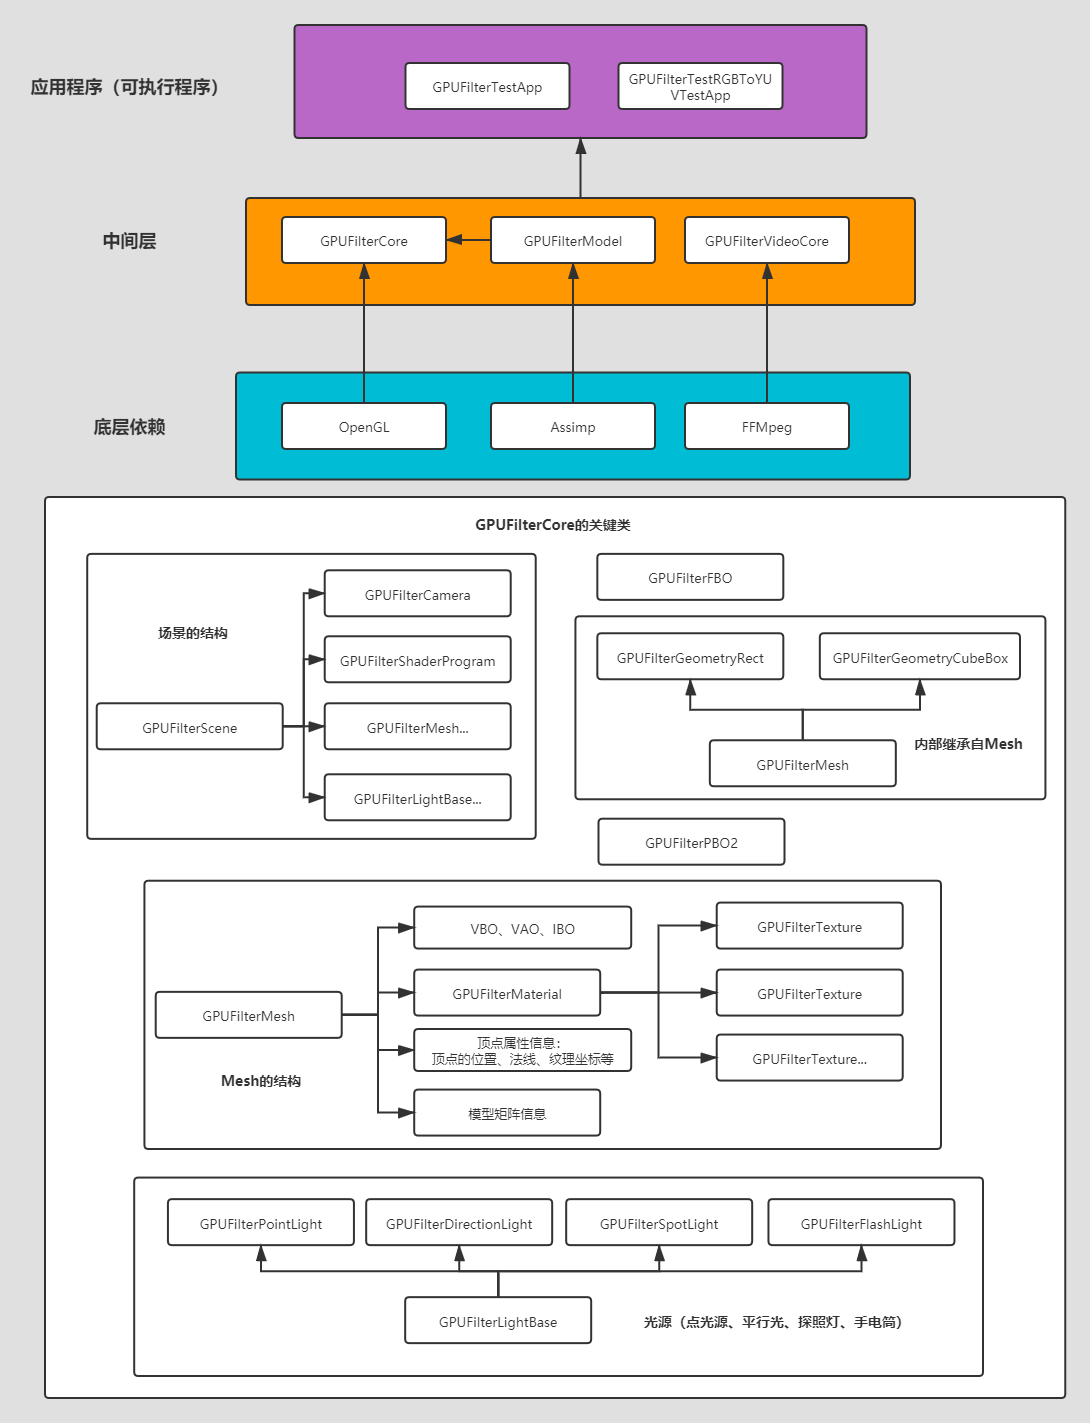 应用程序（可执行程序）
GPUFilterTestApp
GPUFilterTestRGBToYU
VTestApp
中间层
GPUFilterCore
GPUFilterModel
GPUFilterVideoCore
底层依赖
OpenGL
Assimp
FFMpeg
GPUFilterCore的关键类
场景的结构
GPUFilterScene
GPUFilterCamera
GPUFilterShaderProgram
GPUFilterMesh...
GPUFilterLightBase...
GPUFilterFBO
GPUFilterGeometryRect
GPUFilterGeometryCubeBox
GPUFilterMesh
内部继承自Mesh
GPUFilterPBO2
GPUFilterMesh
Mesh的结构
VBO、VAO、IBO
GPUFilterMaterial
顶点属性信息：
顶点的位置、法线、纹理坐标等
模型矩阵信息
GPUFilterTexture
GPUFilterTexture
GPUFilterTexture...
GPUFilterPointLight
GPUFilterDirectionLight
GPUFilterSpotLight
GPUFilterFlashLight
GPUFilterLightBase
光源（点光源、平行光、探照灯、手电筒）